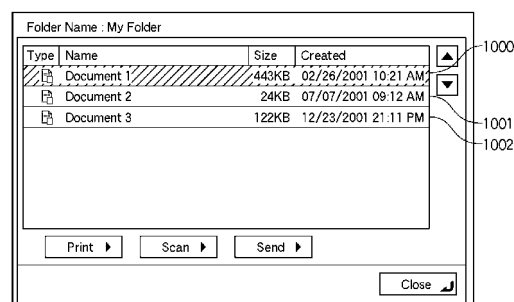 Folder Name : My Folder
Type Name Size Created
Document 1 443KB 02/26/2001 10:21 AM 1000
Document 2 24KB 07/07/2001 09:12 AM 1001
Document 3 122KB 12/23/2001 21:11 PM 1002
Print Scan Send
Close